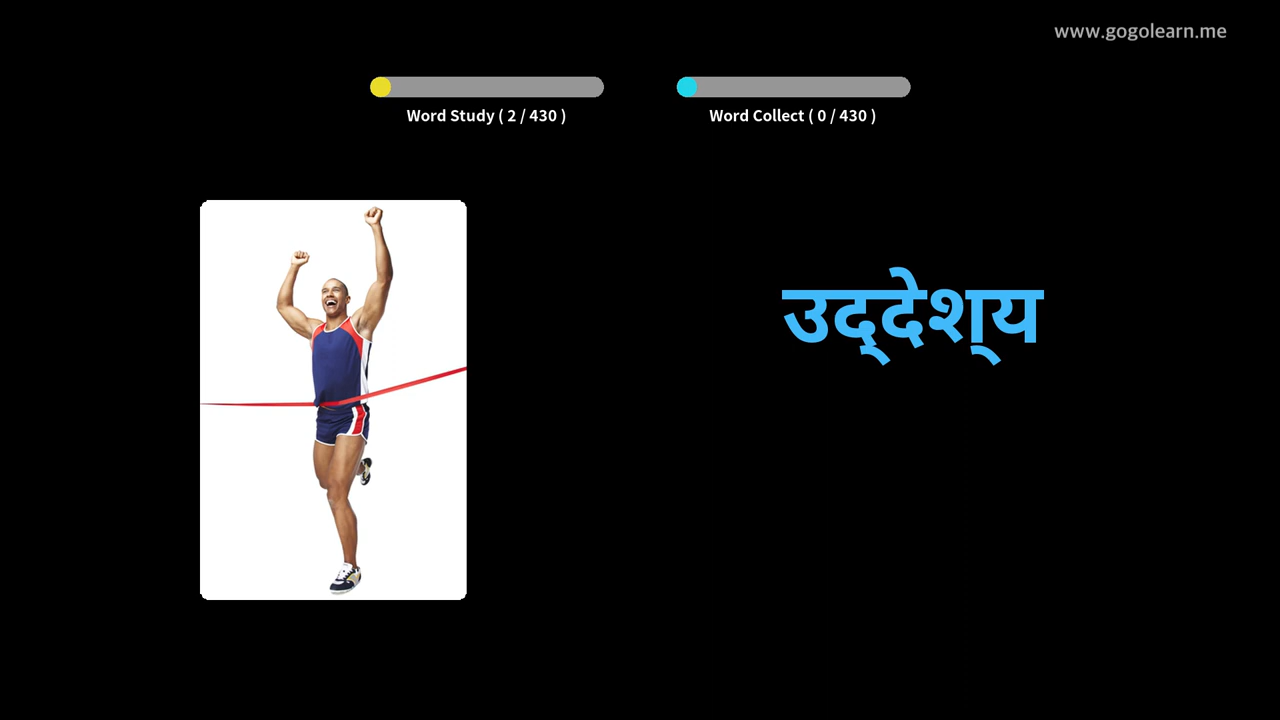 www.gogolearn.me
Word Study ( 2 / 430 )
Word Collect ( 0 / 430 )
उद्‌देश्‌य